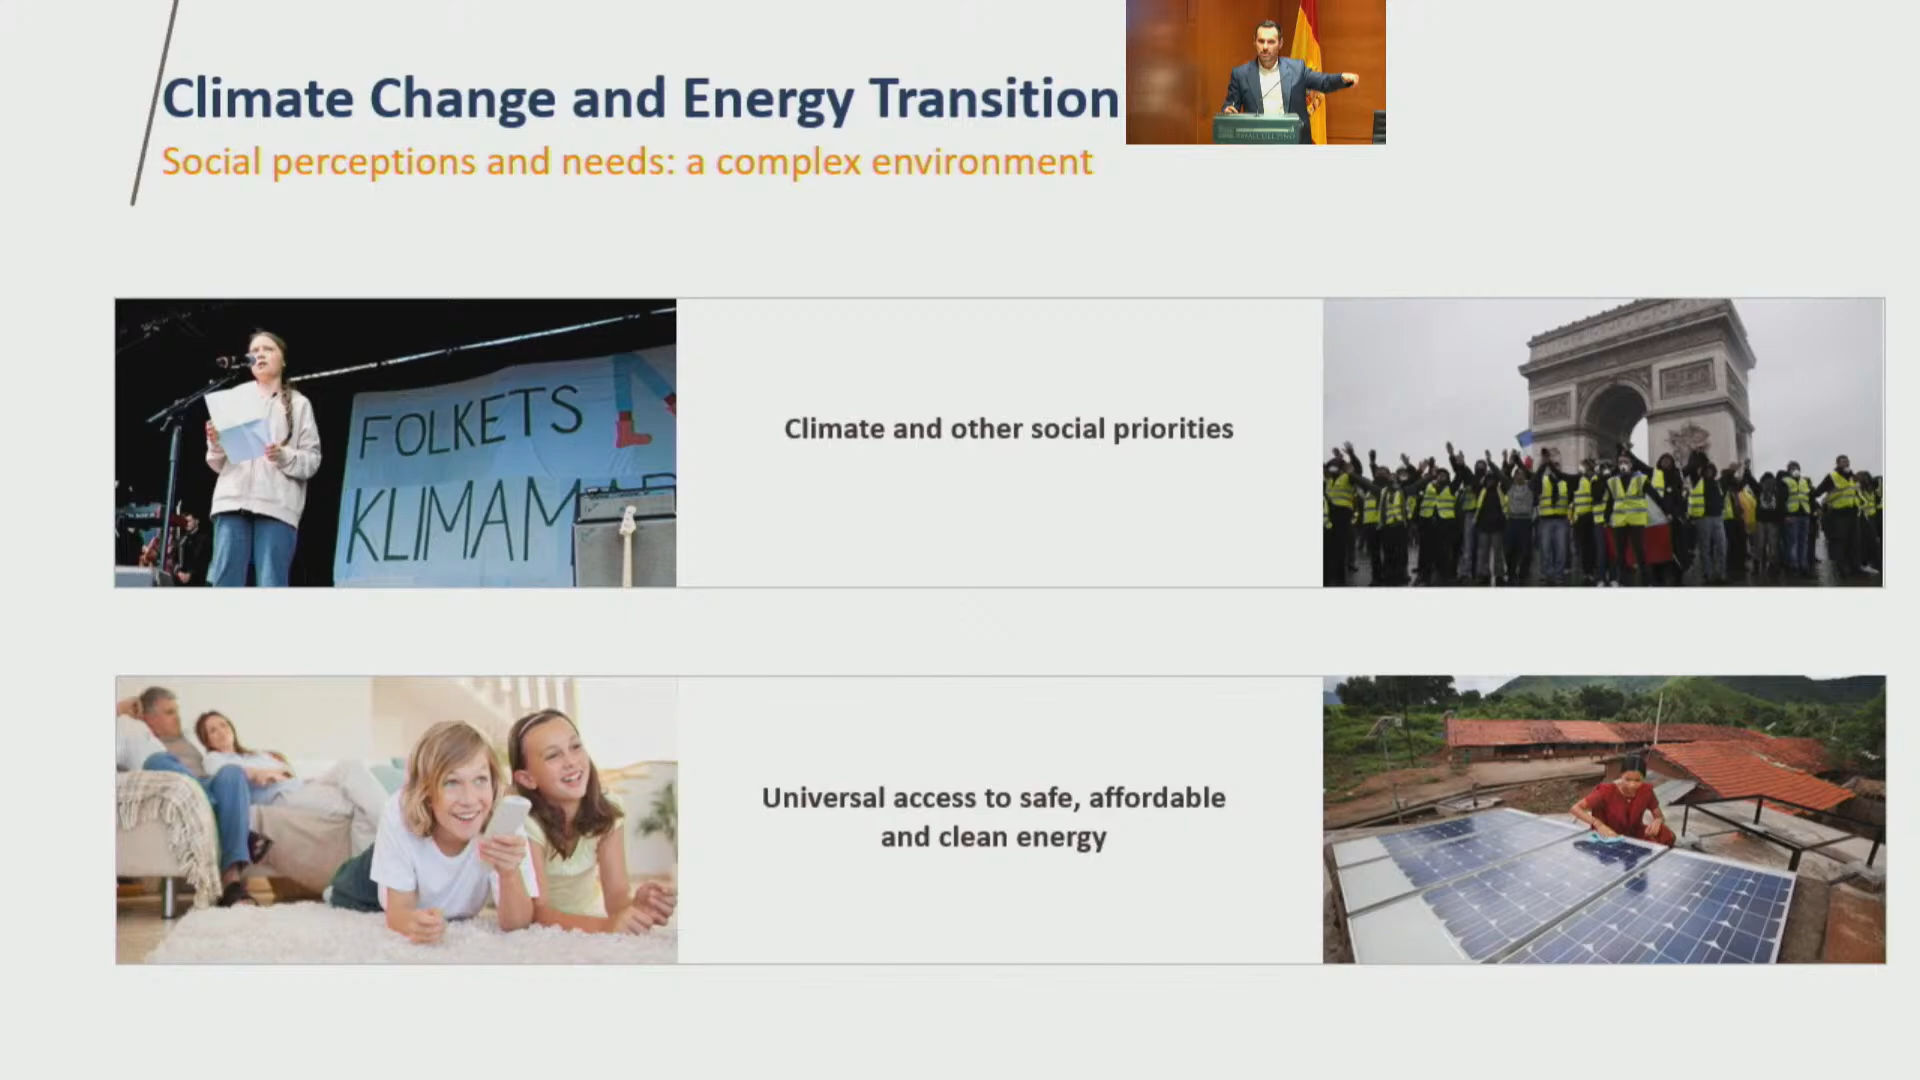 Climate Change and Energy Transition
Social perceptions and needs: a complex environment
FOLKETS
KLIMAMAR
Climate and other social priorities
Universal access to safe, affordable
and clean energy